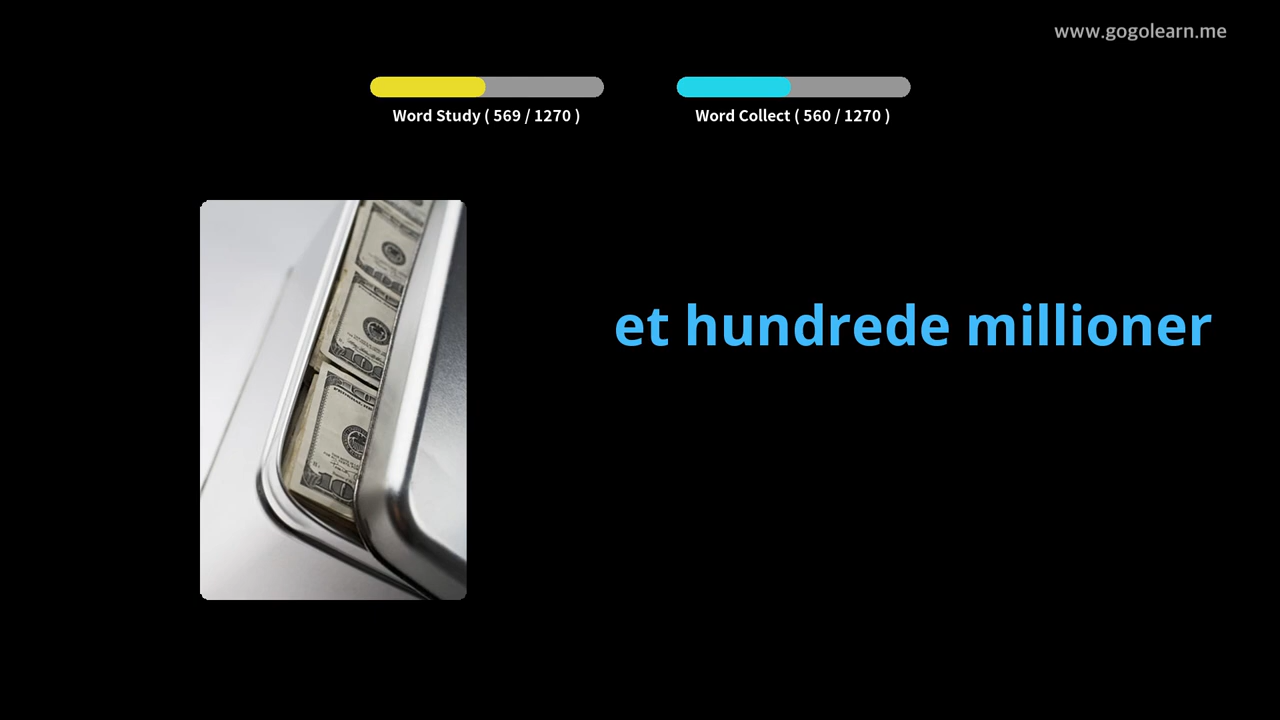 www.gogolearn.me
Word Study ( 569 / 1270 )
Word Collect ( 560 / 1270 )
et hundrede millioner